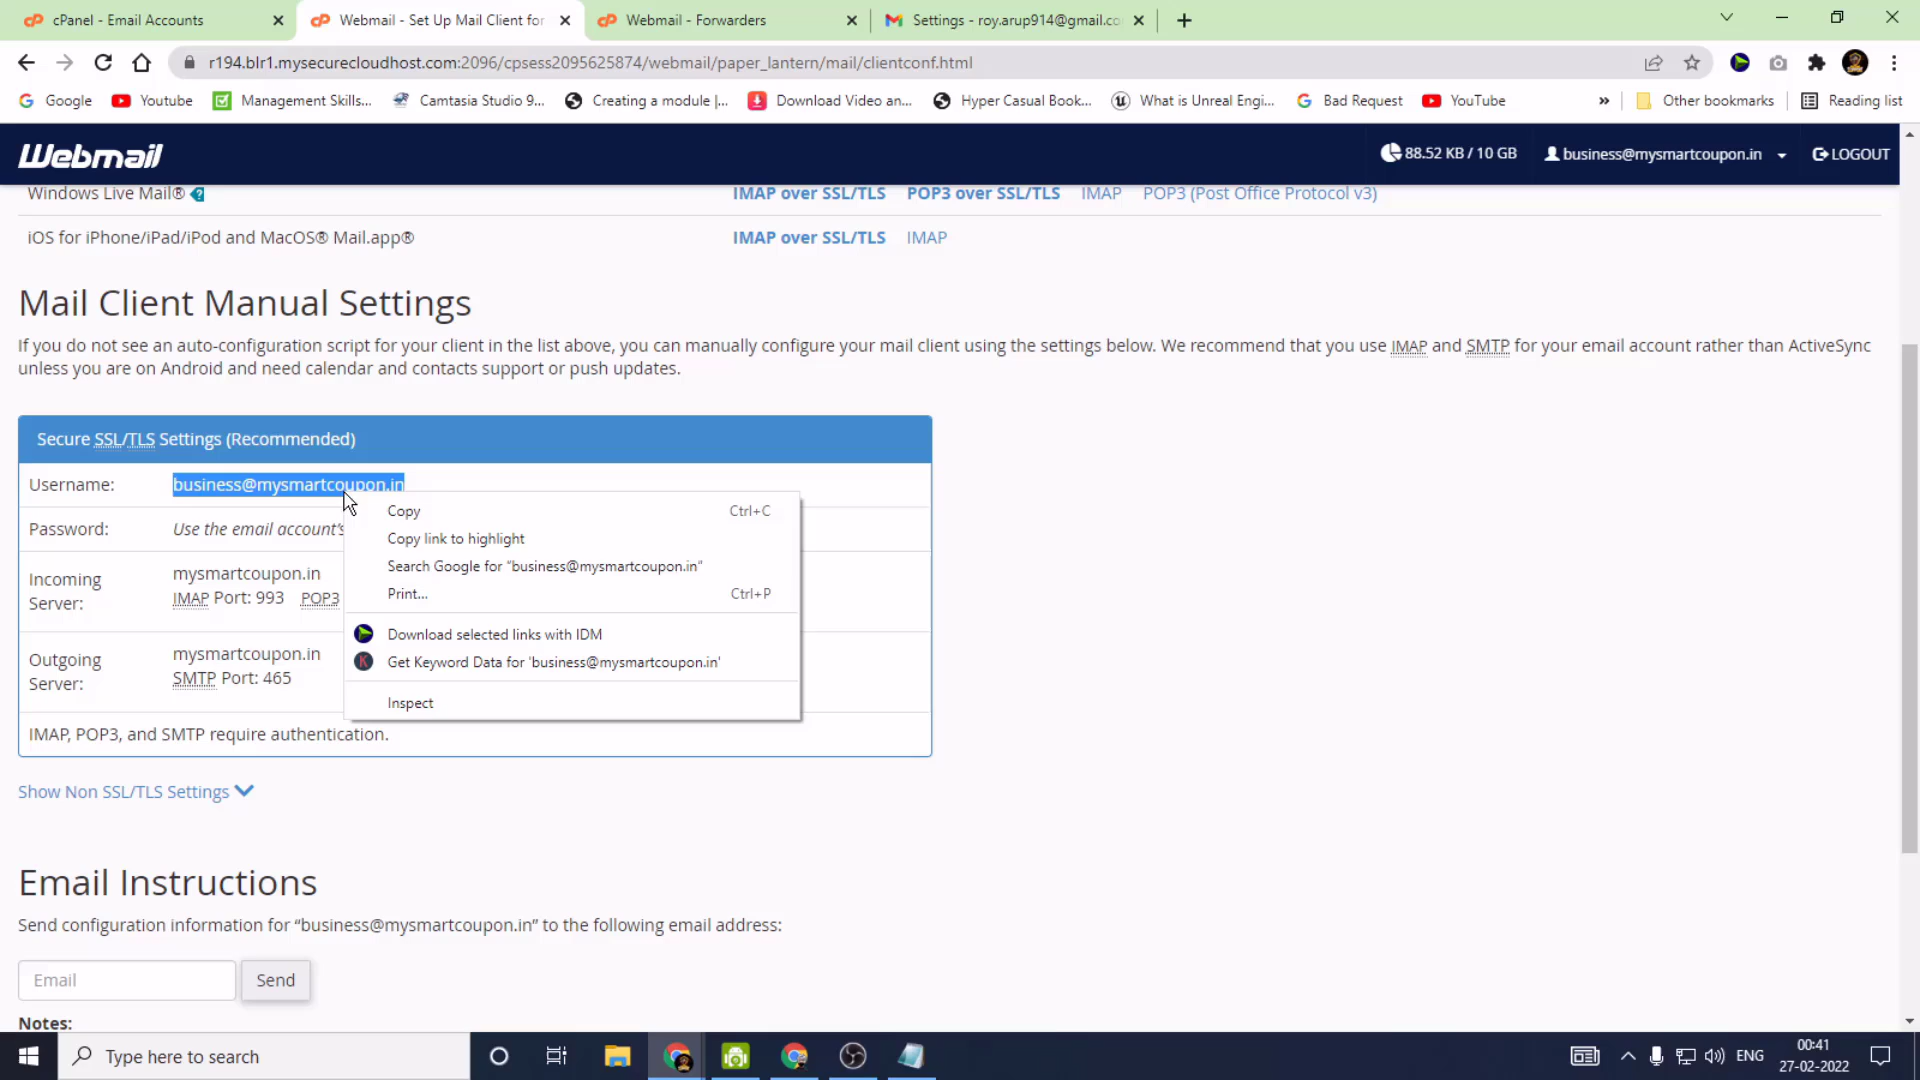 cPanel - Email Accounts
Webmail - Set Up Mail Client for
Webmail - Forwarders
Settings - roy.arup914@gmail.co
r194.blr1.mysecurecloudhost.com:2096/cpsess2095625874/webmail/paper_lantern/mail/clientconf.html
Google
Youtube
Management Skills...
Camtasia Studio 9...
Creating a module |...
Download Video an...
Hyper Casual Book...
What is Unreal Engi...
Bad Request
YouTube
»
Other bookmarks
Reading list
Webmail
88.52 KB / 10 GB
business@mysmartcoupon.in
LOGOUT
Windows Live Mail® IMAP over SSL/TLS POP3 over SSL/TLS IMAP POP3 (Post Office Protocol v3)
iOS for iPhone/iPad/iPod and MacOS® Mail.app® IMAP over SSL/TLS IMAP
Mail Client Manual Settings
If you do not see an auto-configuration script for your client in the list above, you can manually configure your mail client using the settings below. We recommend that you use IMAP and SMTP for your email account rather than ActiveSync
unless you are on Android and need calendar and contacts support or push updates.
Secure SSL/TLS Settings (Recommended)
Username: business@mysmartcoupon.in
Password: Use the email account's
Incoming Server: mysmartcoupon.in
IMAP Port: 993 POP3
Outgoing Server: mysmartcoupon.in
SMTP Port: 465
IMAP, POP3, and SMTP require authentication.
Copy Ctrl+C
Copy link to highlight
Search Google for “business@mysmartcoupon.in”
Print... Ctrl+P
Download selected links with IDM
Get Keyword Data for 'business@mysmartcoupon.in'
Inspect
Show Non SSL/TLS Settings
Email Instructions
Send configuration information for “business@mysmartcoupon.in” to the following email address:
Email
Send
Notes:
Type here to search
ENG
00:41
27-02-2022